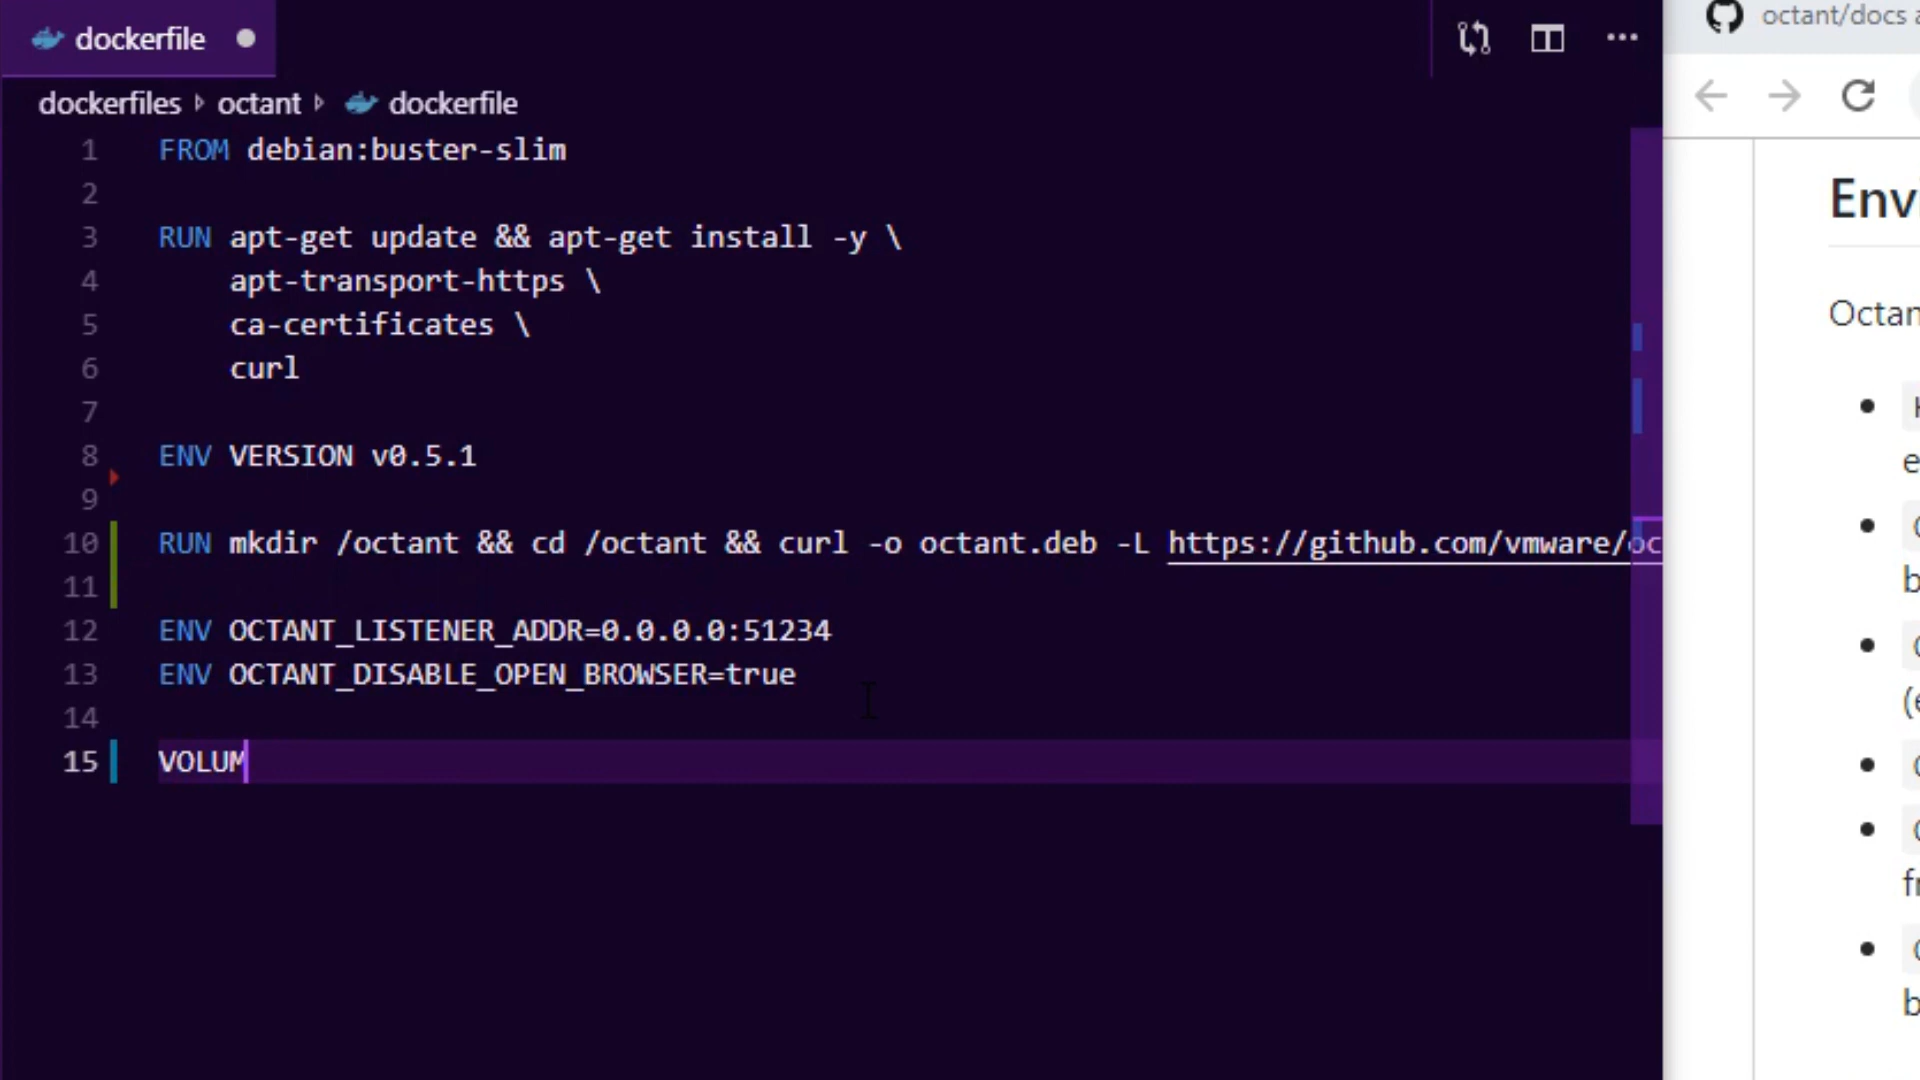 dockerfile
dockerfiles octant dockerfile
1 FROM debian:buster-slim
2
3 RUN apt-get update && apt-get install -y \
4 apt-transport-https \
5 ca-certificates \
6 curl
7
8 ENV VERSION v0.5.1
9
10 RUN mkdir /octant && cd /octant && curl -o octant.deb -L https://github.com/vmware/oc
11
12 ENV OCTANT_LISTENER_ADDR=0.0.0.0:51234
13 ENV OCTANT_DISABLE_OPEN_BROWSER=true
14
15 VOLUM
octant/docs
Envi
Octan
e
b
(e
fr
b